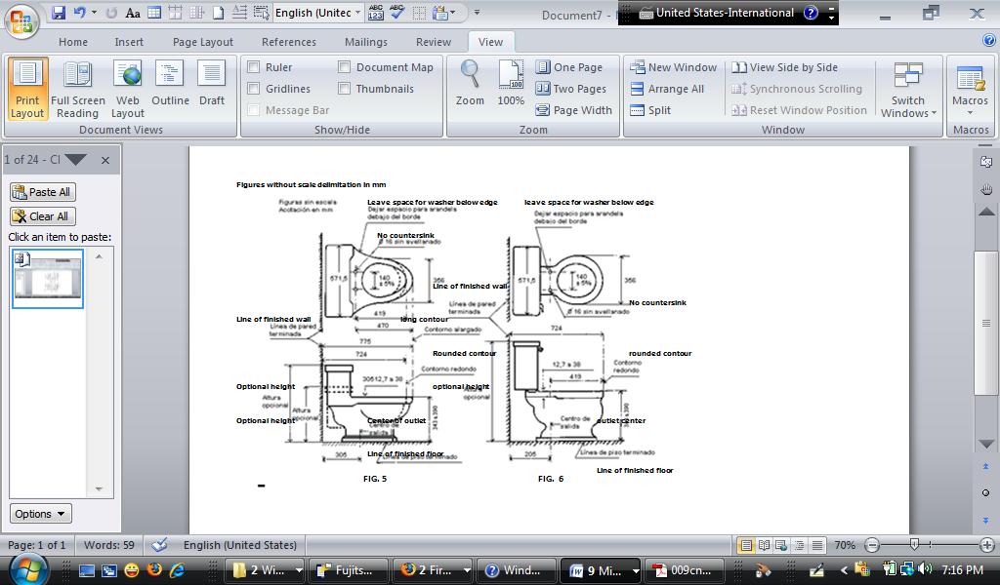 English (Unitec
Document7 -
United States-International
Home
Insert
Page Layout
References
Mailings
Review
View
Print Layout
Full Screen Reading
Web Layout
Outline
Draft
Document Views
Ruler
Gridlines
Message Bar
Document Map
Thumbnails
Show/Hide
Zoom
100%
One Page
Two Pages
Page Width
Zoom
New Window
Arrange All
Split
View Side by Side
Synchronous Scrolling
Reset Window Position
Switch Windows
Window
Macros
Macros
1 of 24 - Cl
Paste All
Clear All
Click an item to paste:
Options
Figures without scale delimitation in mm
Figuras sin escala
Acotación en mm
Leave space for washer below edge
Dejar espacio para arandela
debajo del borde
leave space for washer below edge
Dejar espacio para arandela
debajo del borde
No countersink
Ø 16 sin avellanado
571,5
140
± 5%
356
571,5
140
± 5%
356
Line of finished wall
Línea de pared
terminada
No countersink
Ø 16 sin avellanado
Line of finished wall
Línea de pared
terminada
419
470
long contour
Contorno alargado
775
724
724
Rounded contour
Contorno redondo
rounded contour
Contorno
redondo
305
12,7 a 38
12,7 a 38
419
Optional height
Altura
opcional
optional height
Altura
opcional
Optional height
Altura
opcional
Center of outlet
Centro de
salida
outlet center
Centro de
salida
Line of finished floor
Línea de piso terminado
Línea de piso terminado
Line of finished floor
305
205
FIG. 5
FIG. 6
Page: 1 of 1
Words: 59
English (United States)
70%
2 Wi...
Fujits...
2 Fir...
Wind...
9 Mi...
009cn...
7:16 PM